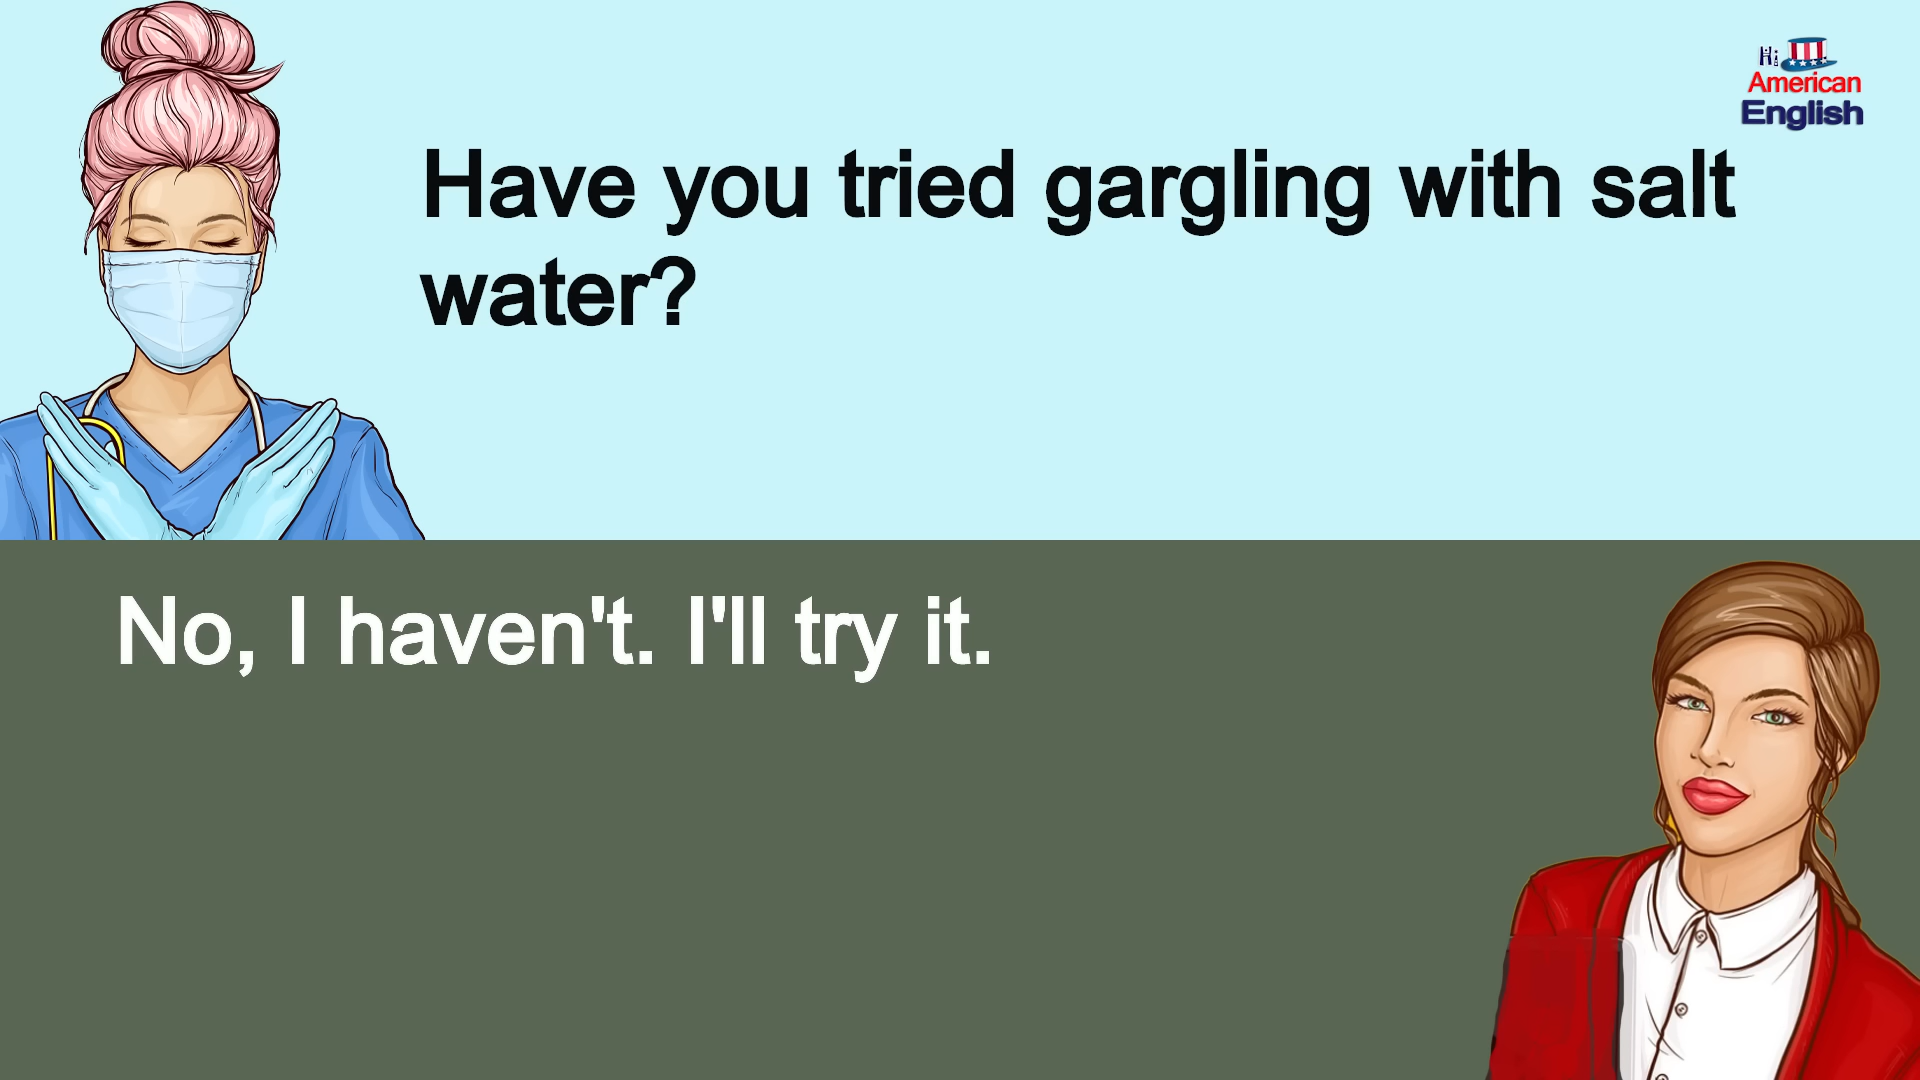 Hi
American
English
Have you tried gargling with salt
water?
No, I haven't. I'll try it.